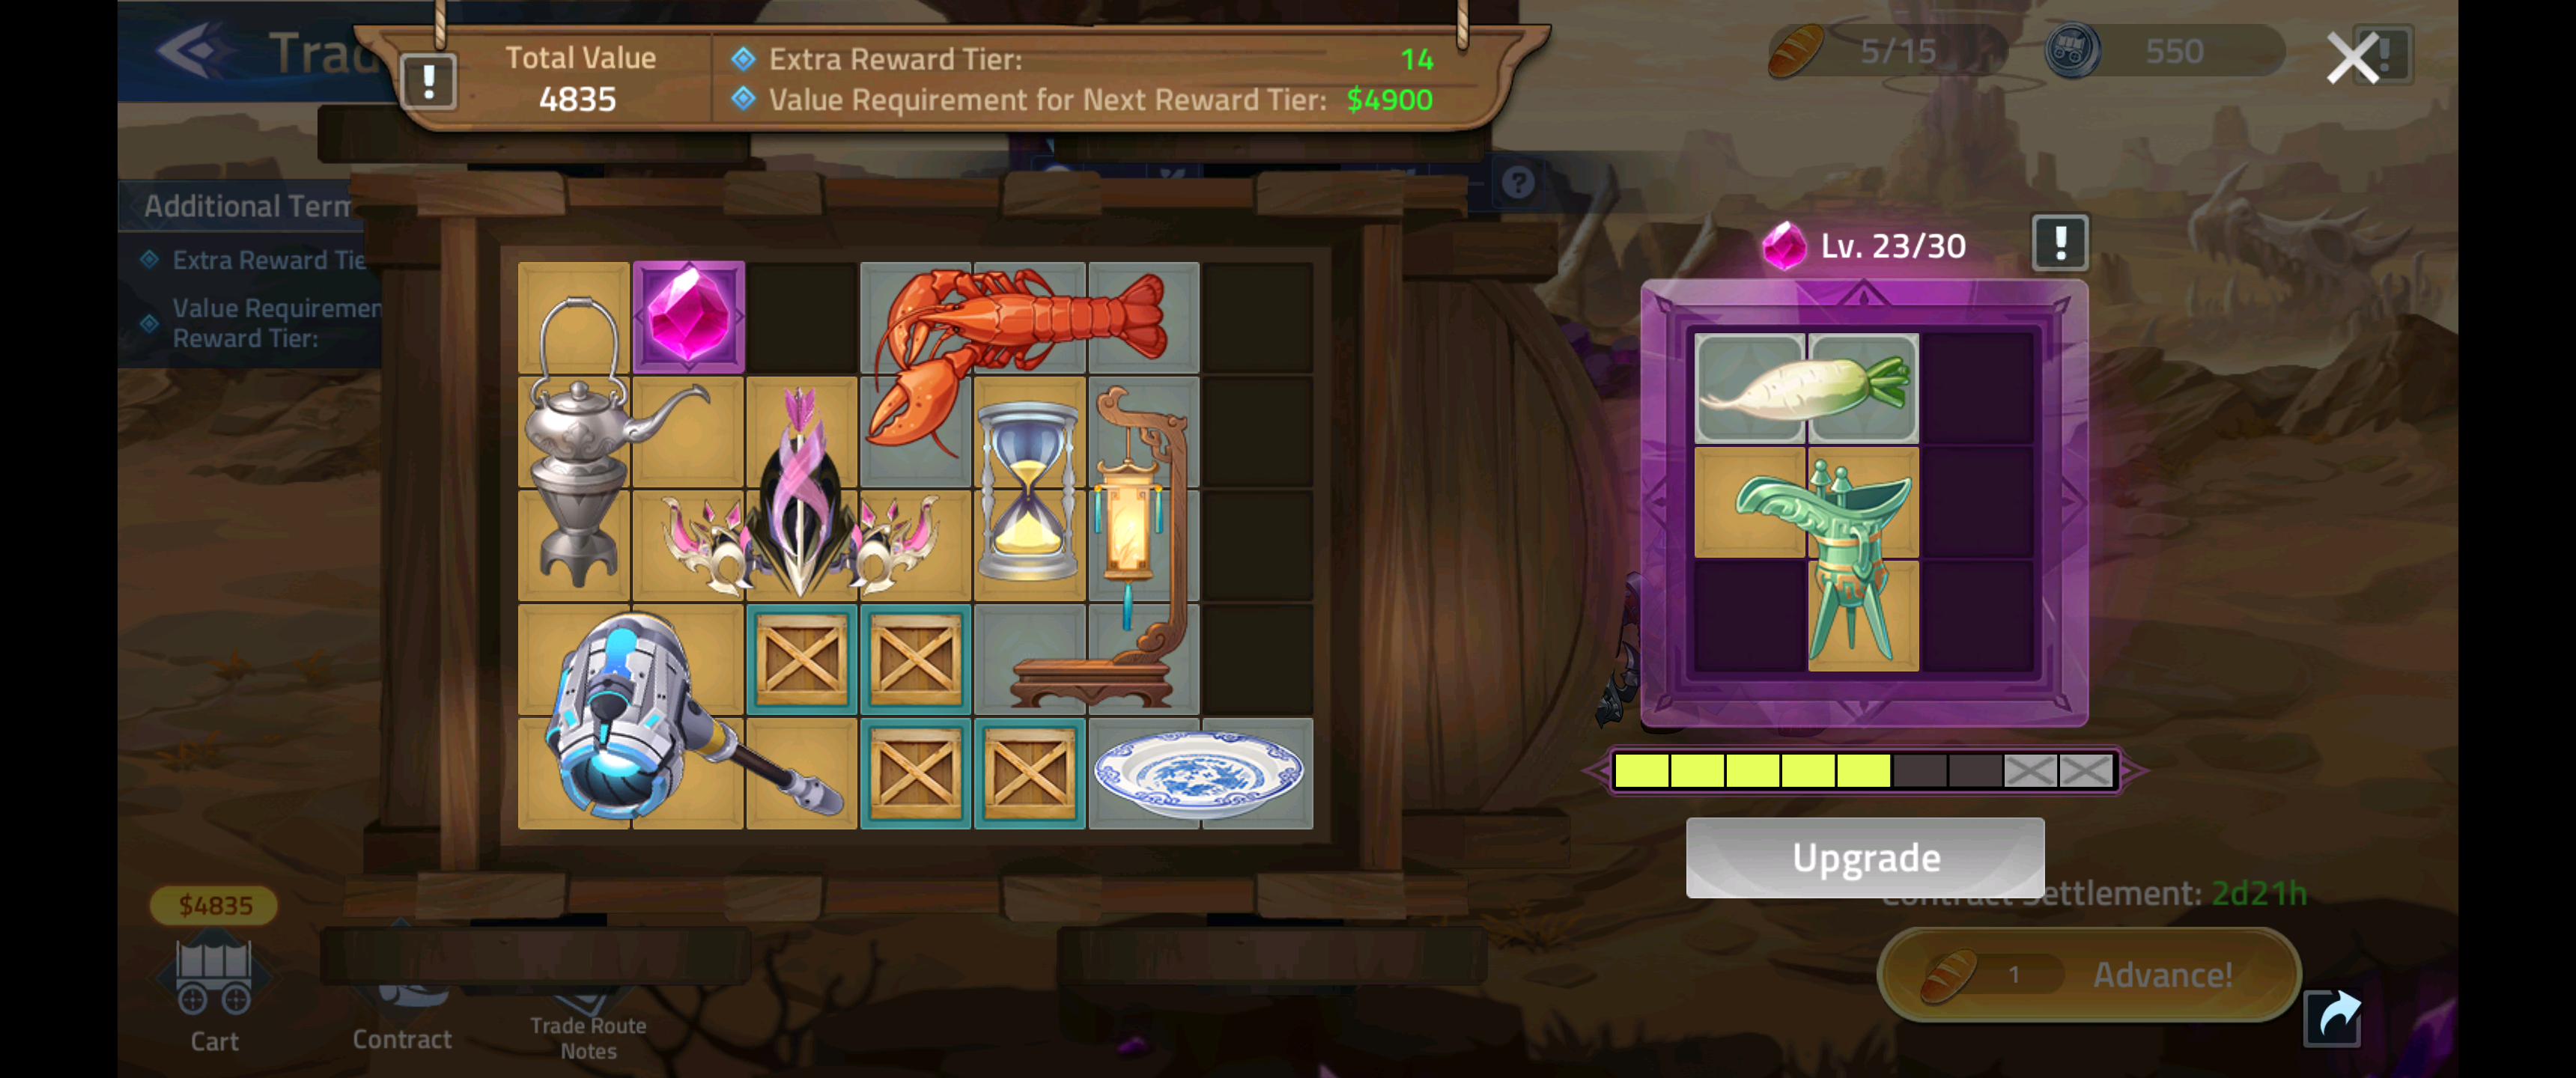 Trad
Total Value
4835
Extra Reward Tier:
14
Value Requirement for Next Reward Tier:
$4900
5/15
550
Additional Term
Extra Reward Tie
Value Requiremen
Reward Tier:
Lv. 23/30
Upgrade
Contract Settlement: 2d21h
1
Advance!
$4835
Cart
Contract
Trade Route
Notes